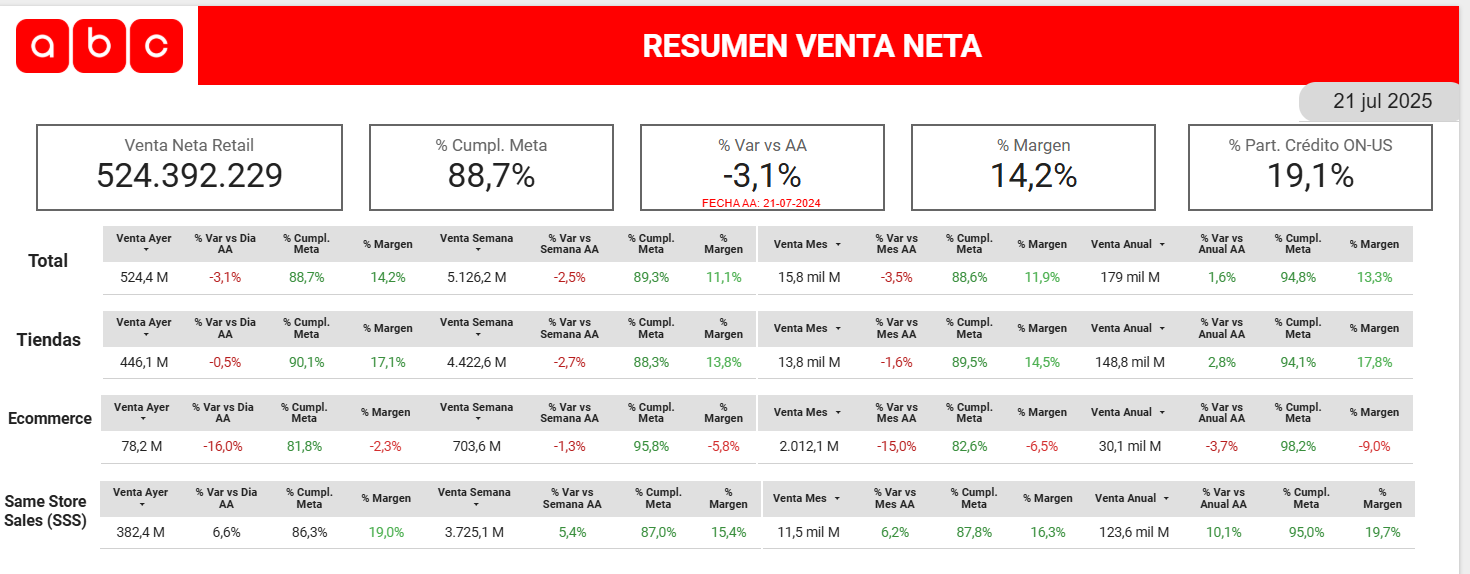 abc
RESUMEN VENTA NETA
21 jul 2025
Venta Neta Retail
524.392.229
% Cumpl. Meta
88,7%
% Var vs AA
-3,1%
FECHA AA: 21-07-2024
% Margen
14,2%
% Part. Crédito ON-US
19,1%
Total
Venta Ayer % Var vs Dia AA % Cumpl. Meta % Margen Venta Semana % Var vs Semana AA % Cumpl. Meta % Margen Venta Mes % Var vs Mes AA % Cumpl. Meta % Margen Venta Anual % Var vs Anual AA % Cumpl. Meta % Margen
524,4 M -3,1% 88,7% 14,2% 5.126,2 M -2,5% 89,3% 11,1% 15,8 mil M -3,5% 88,6% 11,9% 179 mil M 1,6% 94,8% 13,3%
Tiendas
Venta Ayer % Var vs Dia AA % Cumpl. Meta % Margen Venta Semana % Var vs Semana AA % Cumpl. Meta % Margen Venta Mes % Var vs Mes AA % Cumpl. Meta % Margen Venta Anual % Var vs Anual AA % Cumpl. Meta % Margen
446,1 M -0,5% 90,1% 17,1% 4.422,6 M -2,7% 88,3% 13,8% 13,8 mil M -1,6% 89,5% 14,5% 148,8 mil M 2,8% 94,1% 17,8%
Ecommerce
Venta Ayer % Var vs Dia AA % Cumpl. Meta % Margen Venta Semana % Var vs Semana AA % Cumpl. Meta % Margen Venta Mes % Var vs Mes AA % Cumpl. Meta % Margen Venta Anual % Var vs Anual AA % Cumpl. Meta % Margen
78,2 M -16,0% 81,8% -2,3% 703,6 M -1,3% 95,8% -5,8% 2.012,1 M -15,0% 82,6% -6,5% 30,1 mil M -3,7% 98,2% -9,0%
Same Store
Sales (SSS)
Venta Ayer % Var vs Dia AA % Cumpl. Meta % Margen Venta Semana % Var vs Semana AA % Cumpl. Meta % Margen Venta Mes % Var vs Mes AA % Cumpl. Meta % Margen Venta Anual % Var vs Anual AA % Cumpl. Meta % Margen
382,4 M 6,6% 86,3% 19,0% 3.725,1 M 5,4% 87,0% 15,4% 11,5 mil M 6,2% 87,8% 16,3% 123,6 mil M 10,1% 95,0% 19,7%